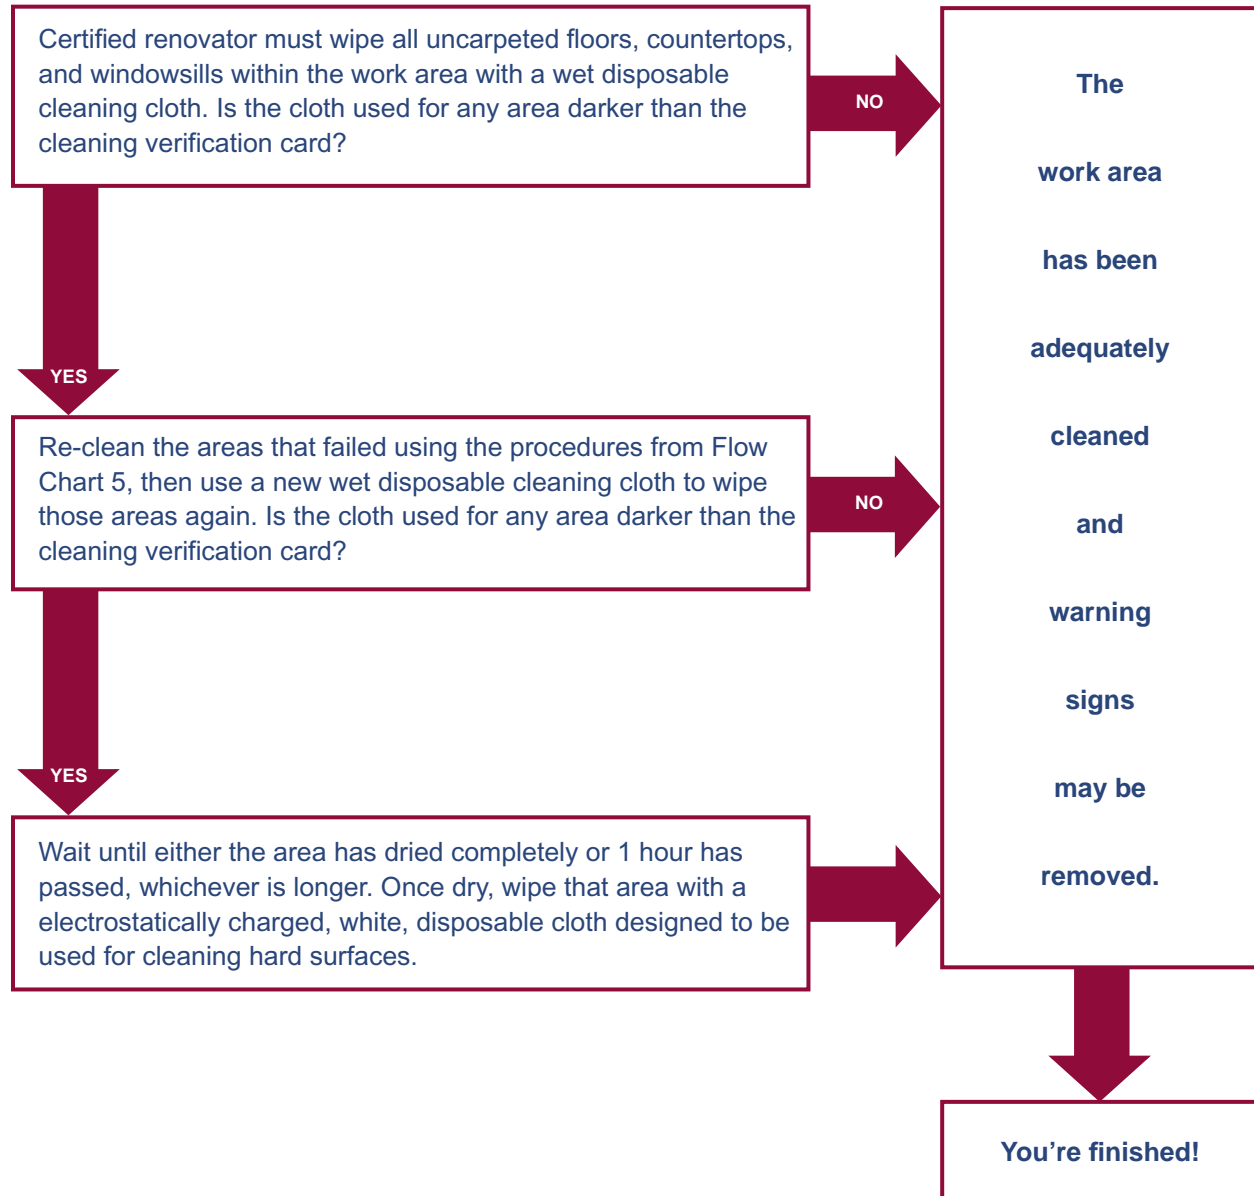 Certified renovator must wipe all uncarpeted floors, countertops,
and windowsills within the work area with a wet disposable
cleaning cloth. Is the cloth used for any area darker than the
cleaning verification card?
NO
YES
Re-clean the areas that failed using the procedures from Flow
Chart 5, then use a new wet disposable cleaning cloth to wipe
those areas again. Is the cloth used for any area darker than the
cleaning verification card?
NO
YES
Wait until either the area has dried completely or 1 hour has
passed, whichever is longer. Once dry, wipe that area with a
electrostatically charged, white, disposable cloth designed to be
used for cleaning hard surfaces.
The
work area
has been
adequately
cleaned
and
warning
signs
may be
removed.
You’re finished!